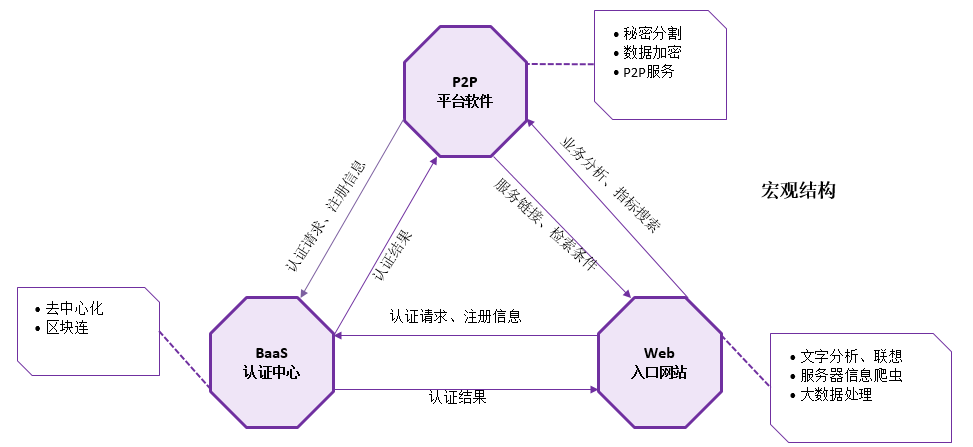 • 秘密分割
• 数据加密
• P2P服务
P2P
平台软件
业务分析、指标搜索
认证请求、注册信息
服务链接、检索条件
宏观结构
认证结果
• 去中心化
• 区块连
认证请求、注册信息
BaaS
认证中心
Web
入口网站
• 文字分析、联想
• 服务器信息爬虫
• 大数据处理
认证结果